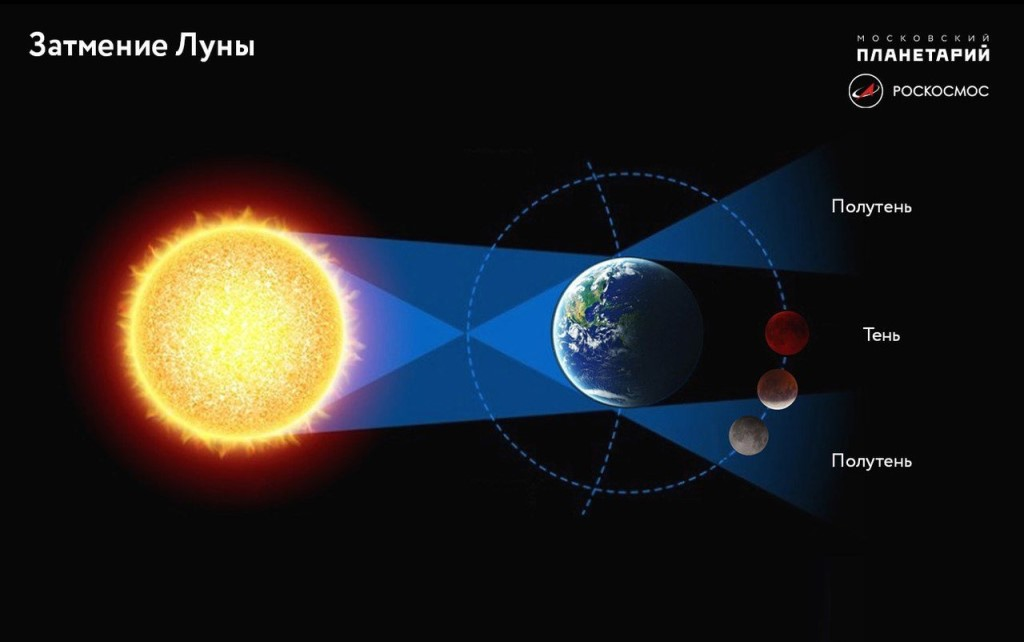 Затмение Луны
МОСКОВСКИЙ
ПЛАНЕТАРИЙ
РОСКОСМОС
Полутень
Тень
Полутень